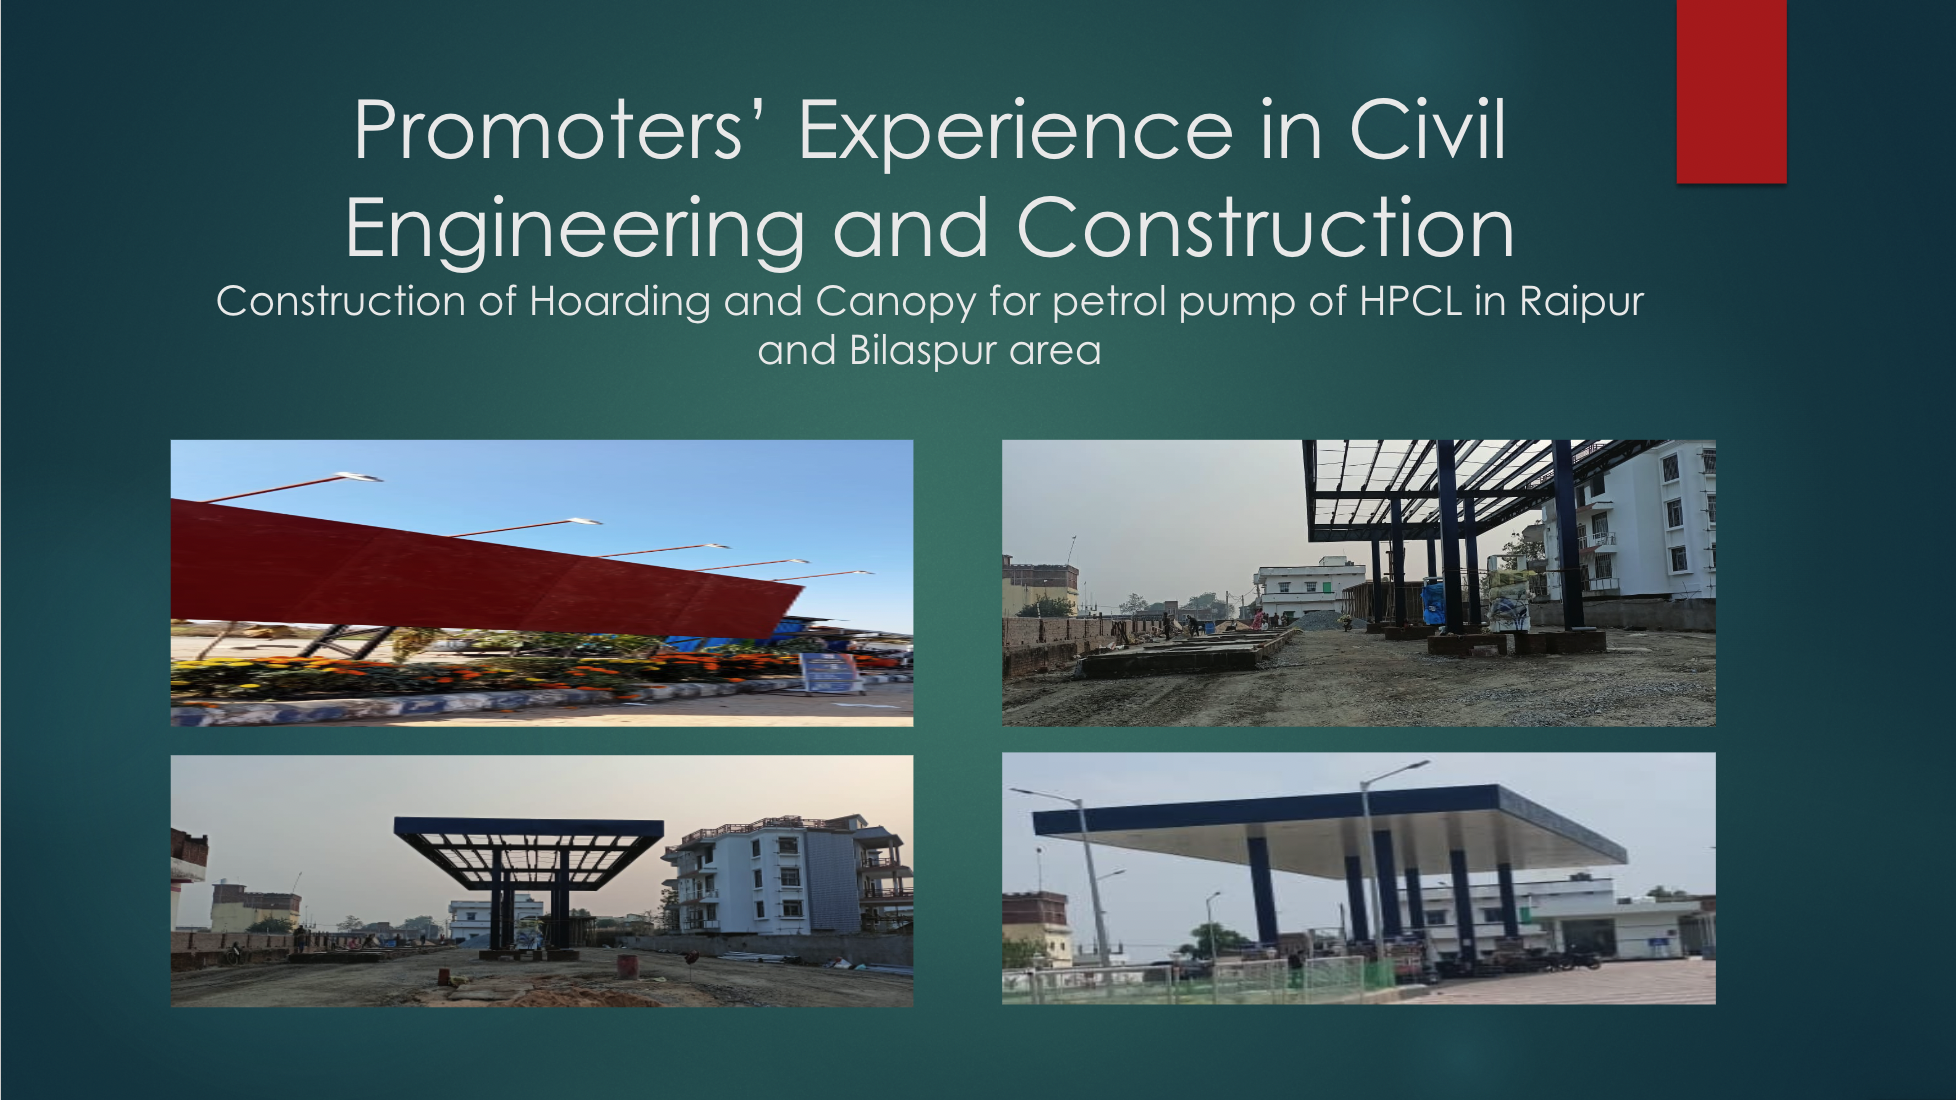 Promoters’ Experience in Civil
Engineering and Construction
Construction of Hoarding and Canopy for petrol pump of HPCL in Raipur
and Bilaspur area